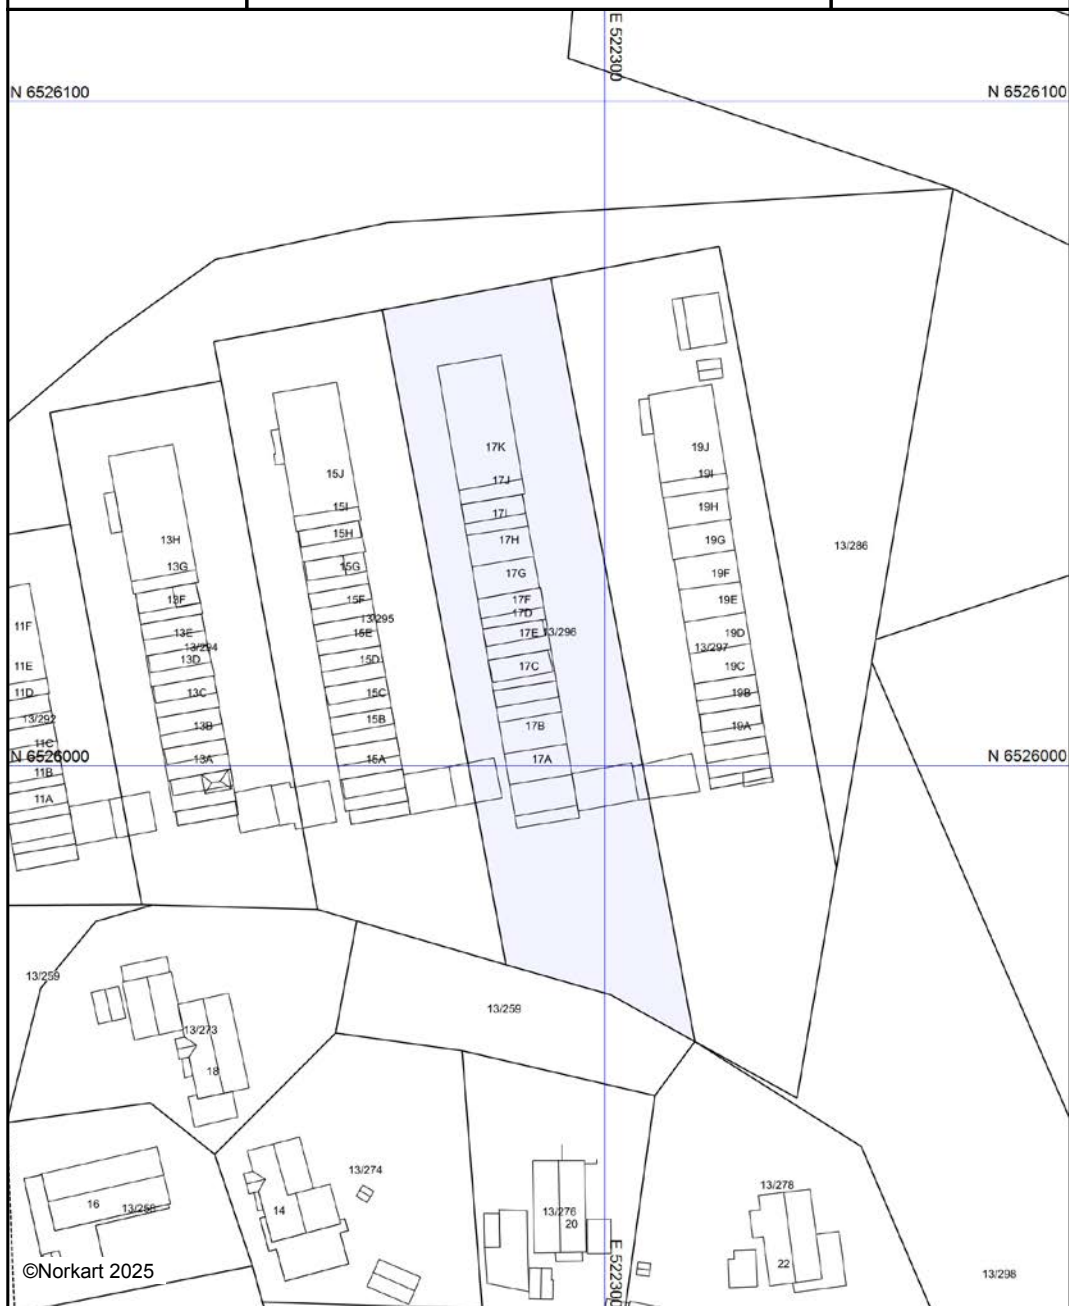 E 522300
N 6526100
N 6526100
17K
19J
15J
19I
17J
15I
19H
17I
15H
13H
17H
19G
13/286
13G
15G
17G
19F
13F
15F
17F
19E
17D
13/295
11F
13E
15E
17E
13/296
19D
13/294
13/297
13D
15D
11E
17C
19C
11D
13C
15C
19B
13/292
13B
15B
17B
19A
11C
N 6526000
13A
15A
17A
N 6526000
11B
11A
13/259
13/259
13/273
18
13/274
13/278
16
13/258
14
13/276
20
22
E 522300
©Norkart 2025
13/298